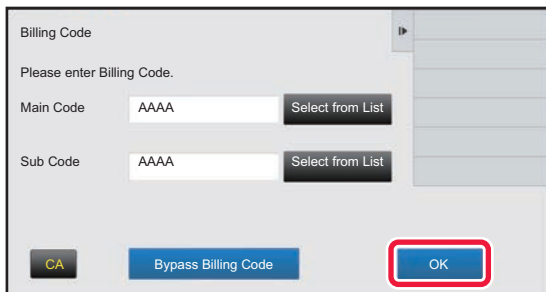 Billing Code
Please enter Billing Code.
Main Code AAAA Select from List
Sub Code AAAA Select from List
CA Bypass Billing Code OK